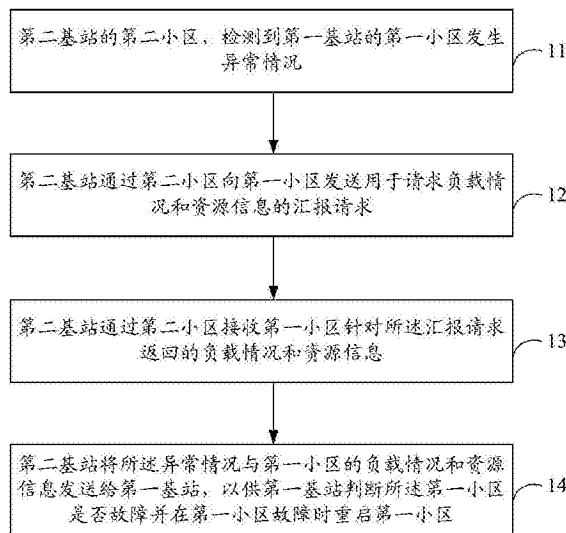 第二基站的第二小区，检测到第一基站的第一小区发生
异常情况
11
第二基站通过第二小区向第一小区发送用于请求负载情
况和资源信息的汇报请求
12
第二基站通过第二小区接收第一小区针对所述汇报请求
返回的负载情况和资源信息
13
第二基站将所述异常情况与第一小区的负载情况和资源
信息发送给第一基站，以供第一基站判断所述第一小区
是否故障并在第一小区故障时重启第一小区
14